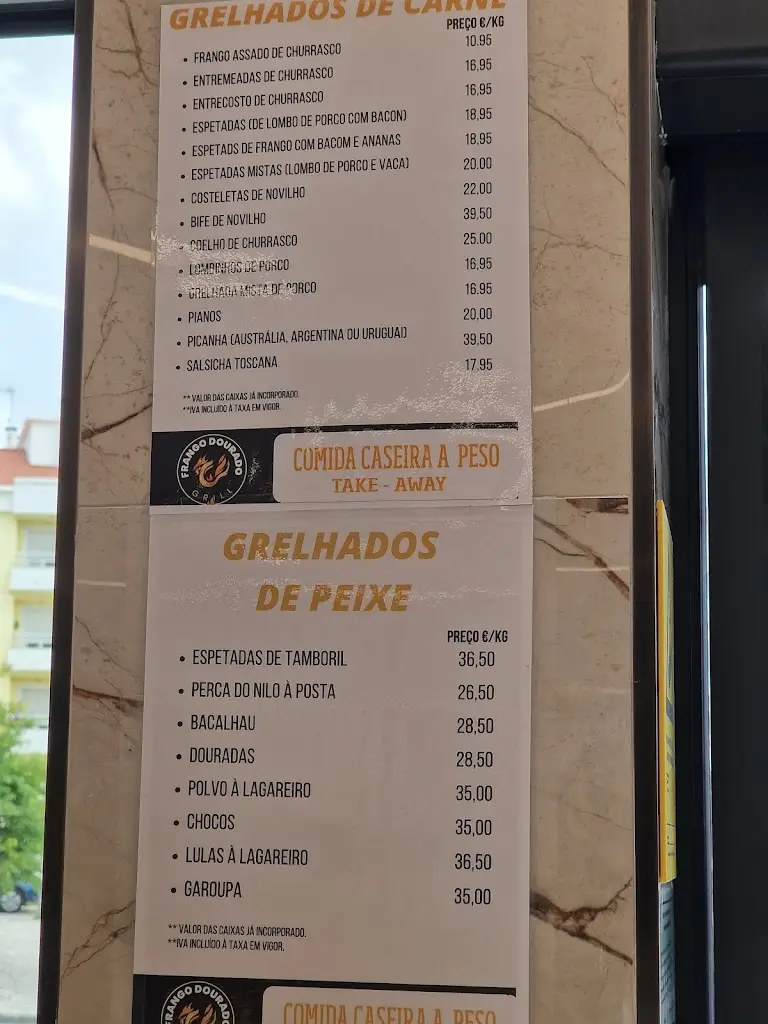 GRELHADOS DE CARNE
PREÇO €/KG
• FRANGO ASSADO DE CHURRASCO 10.95
• ENTREMEADAS DE CHURRASCO 16,95
• ENTRECOSTO DE CHURRASCO 16,95
• ESPETADAS (DE LOMBO DE PORCO COM BACON) 18,95
• ESPETADS DE FRANGO COM BACOM E ANANAS 18,95
• ESPETADAS MISTAS (LOMBO DE PORCO E VACA) 20.00
• COSTELETAS DE NOVILHO 22,00
• BIFE DE NOVILHO 39,50
• COELHO DE CHURRASCO 25.00
• LOMBINHOS DE PORCO 16,95
• GRELHADA MISTA DE PORCO 16.95
• PIANOS 20,00
• PICANHA (AUSTRÁLIA, ARGENTINA OU URUGUAI) 39,50
• SALSICHA TOSCANA 17,95
** VALOR DAS CAIXAS JÁ INCORPORADO.
**IVA INCLUÍDO À TAXA EM VIGOR.
FRANGO DOURADO
GRILL
COMIDA CASEIRA A PESO
TAKE - AWAY
GRELHADOS
DE PEIXE
PREÇO €/KG
• ESPETADAS DE TAMBORIL 36,50
• PERCA DO NILO À POSTA 26,50
• BACALHAU 28,50
• DOURADAS 28,50
• POLVO À LAGAREIRO 35,00
• CHOCOS 35,00
• LULAS À LAGAREIRO 36,50
• GAROUPA 35,00
** VALOR DAS CAIXAS JÁ INCORPORADO.
**IVA INCLUÍDO À TAXA EM VIGOR.
FRANGO DOURADO
COMIDA CASEIRA A PESO